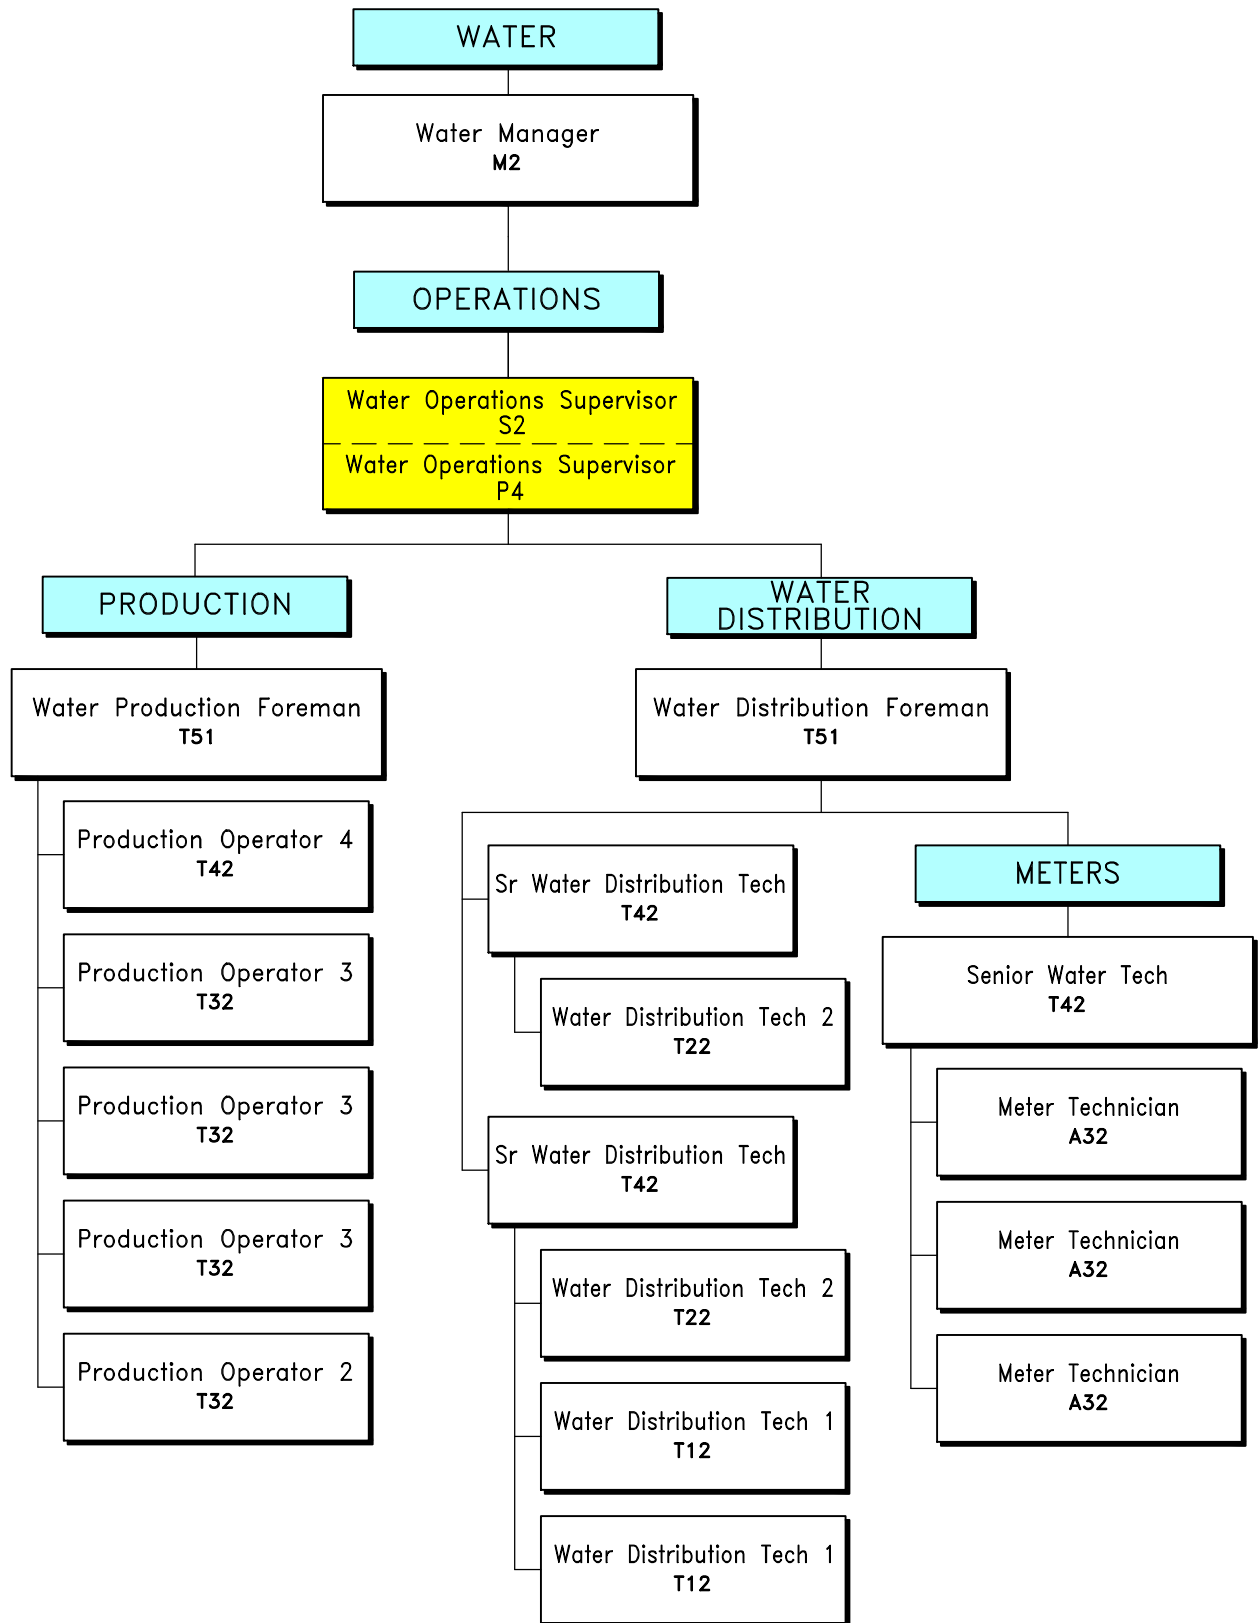 WATER
Water Manager
M2
OPERATIONS
Water Operations Supervisor
S2
Water Operations Supervisor
P4
PRODUCTION
Water Production Foreman
T51
Production Operator 4
T42
Production Operator 3
T32
Production Operator 3
T32
Production Operator 3
T32
Production Operator 2
T32
WATER
DISTRIBUTION
Water Distribution Foreman
T51
Sr Water Distribution Tech
T42
Water Distribution Tech 2
T22
Sr Water Distribution Tech
T42
Water Distribution Tech 2
T22
Water Distribution Tech 1
T12
Water Distribution Tech 1
T12
METERS
Senior Water Tech
T42
Meter Technician
A32
Meter Technician
A32
Meter Technician
A32